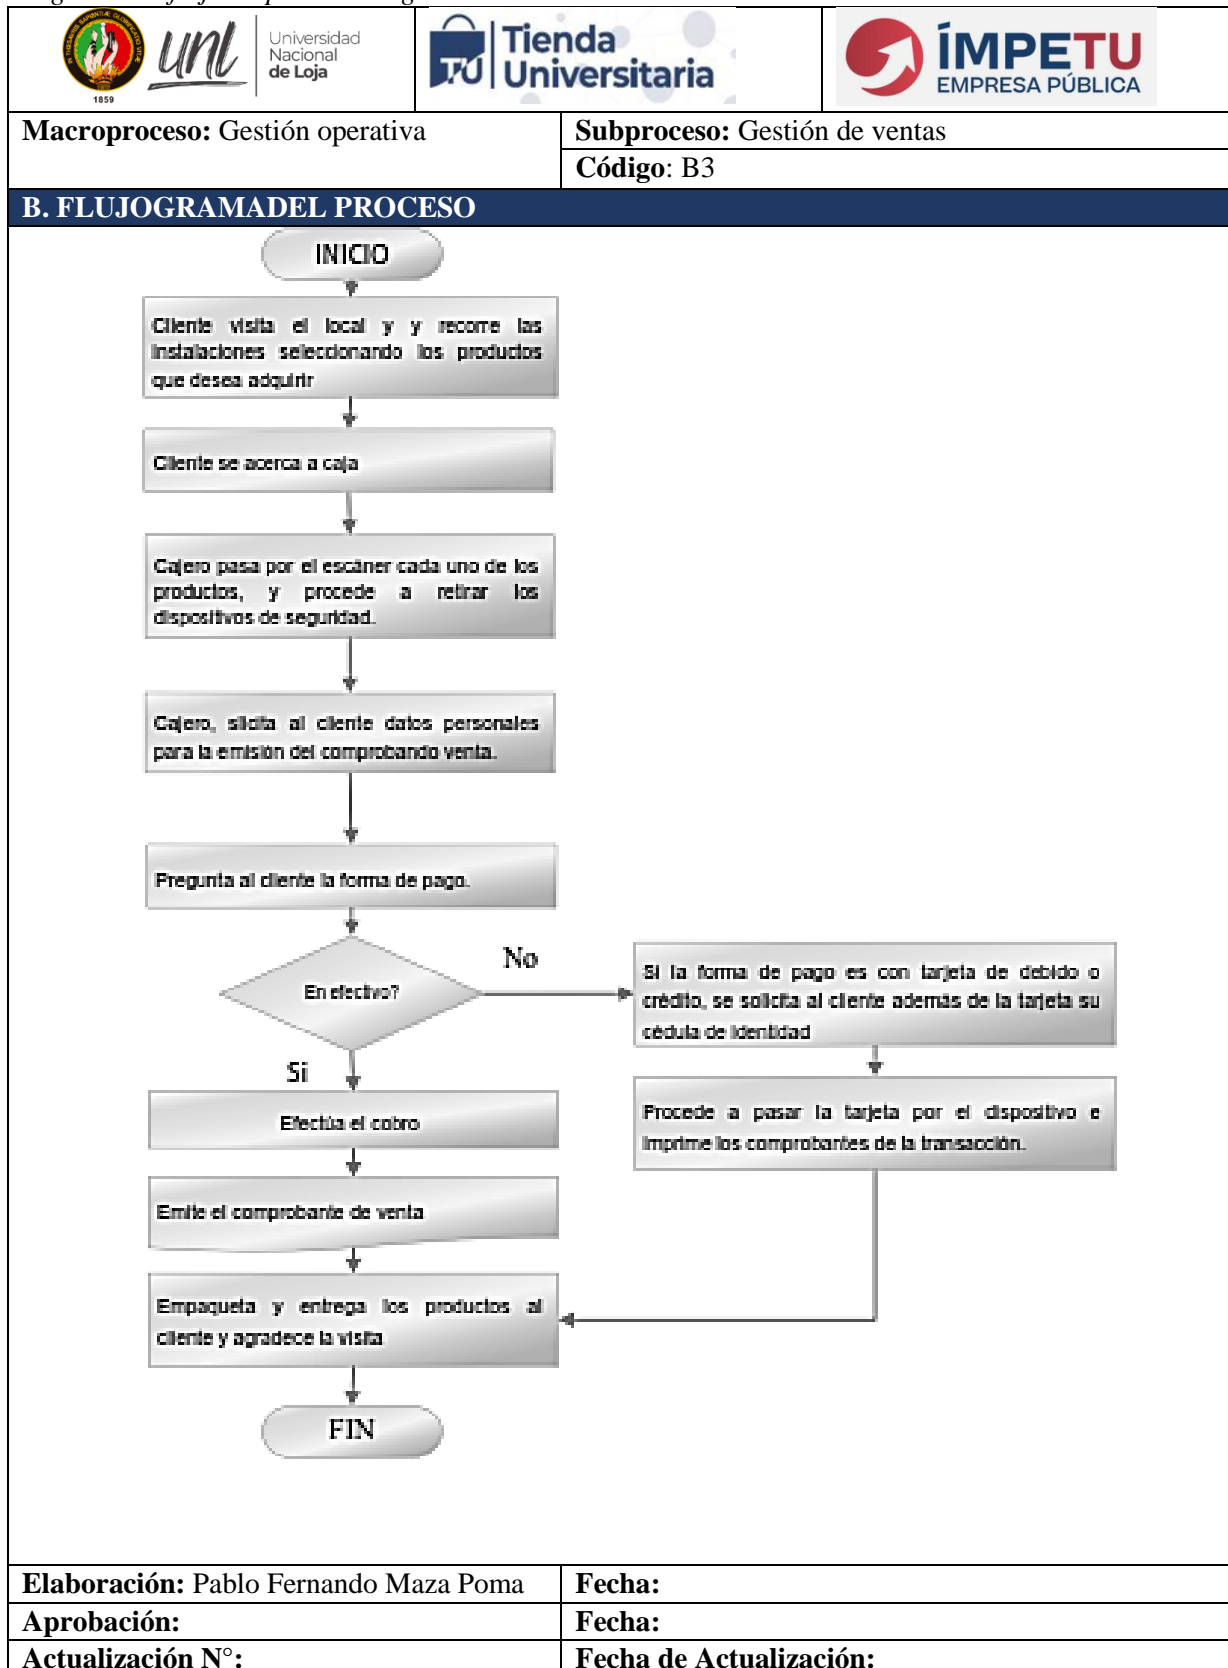 1859
unl
Universidad
Nacional
de Loja
TU
Tienda
Universitaria
ÍMPETU
EMPRESA PÚBLICA
Macroproceso: Gestión operativa
Subproceso: Gestión de ventas
Código: B3
B. FLUJOGRAMADEL PROCESO
INICIO
Cliente visita el local y y recorre las
instalaciones seleccionando los productos
que desea adquirir
Cliente se acerca a caja
Cajero pasa por el escáner cada uno de los
productos, y procede a retirar los
dispositivos de seguridad.
Cajero, slicita al cliente datos personales
para la emisión del comprobando venta.
Pregunta al cliente la forma de pago.
En efectivo?
No
Si la forma de pago es con tarjeta de debido o
crédito, se solicita al cliente además de la tarjeta su
cédula de identidad
Si
Efectúa el cobro
Procede a pasar la tarjeta por el dispositivo e
imprime los comprobantes de la transacción.
Emite el comprobante de venta
Empaqueta y entrega los productos al
cliente y agradece la visita
FIN
Elaboración: Pablo Fernando Maza Poma
Fecha:
Aprobación:
Fecha:
Actualización N°:
Fecha de Actualización: